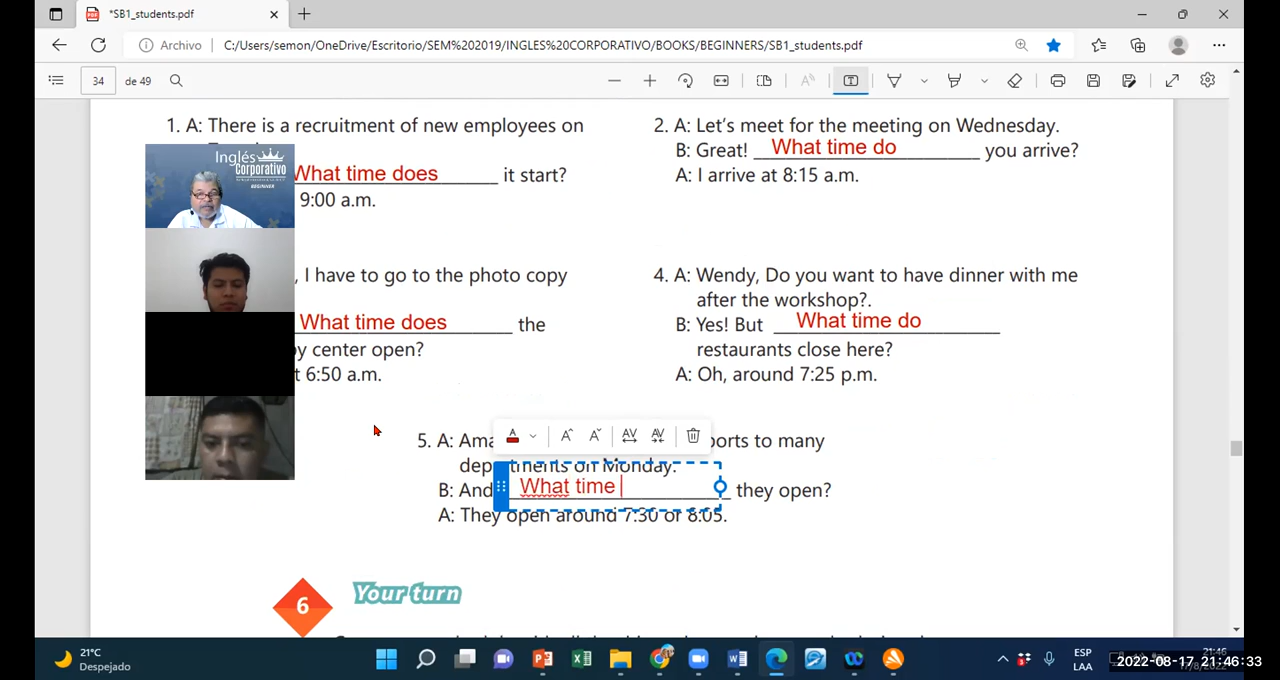 *SB1_students.pdf
Archivo
C:/Users/semon/OneDrive/Escritorio/SEM%202019/INGLES%20CORPORATIVO/BOOKS/BEGINNERS/SB1_students.pdf
34 de 49
1. A: There is a recruitment of new employees on
What time does it start?
9:00 a.m.
2. A: Let's meet for the meeting on Wednesday.
B: Great! What time do you arrive?
A: I arrive at 8:15 a.m.
Inglés
Corporativo
BEGINNER
, I have to go to the photo copy
What time does the
center open?
6:50 a.m.
4. A: Wendy, Do you want to have dinner with me
after the workshop?.
B: Yes! But What time do
restaurants close here?
A: Oh, around 7:25 p.m.
5. A: to many
departments on Monday.
B: And What time they open?
A: They open around 7:30 or 8:05.
6
Your turn
21°C
Despejado
ESP
LAA
21:46
2022-08-17 21:46:33